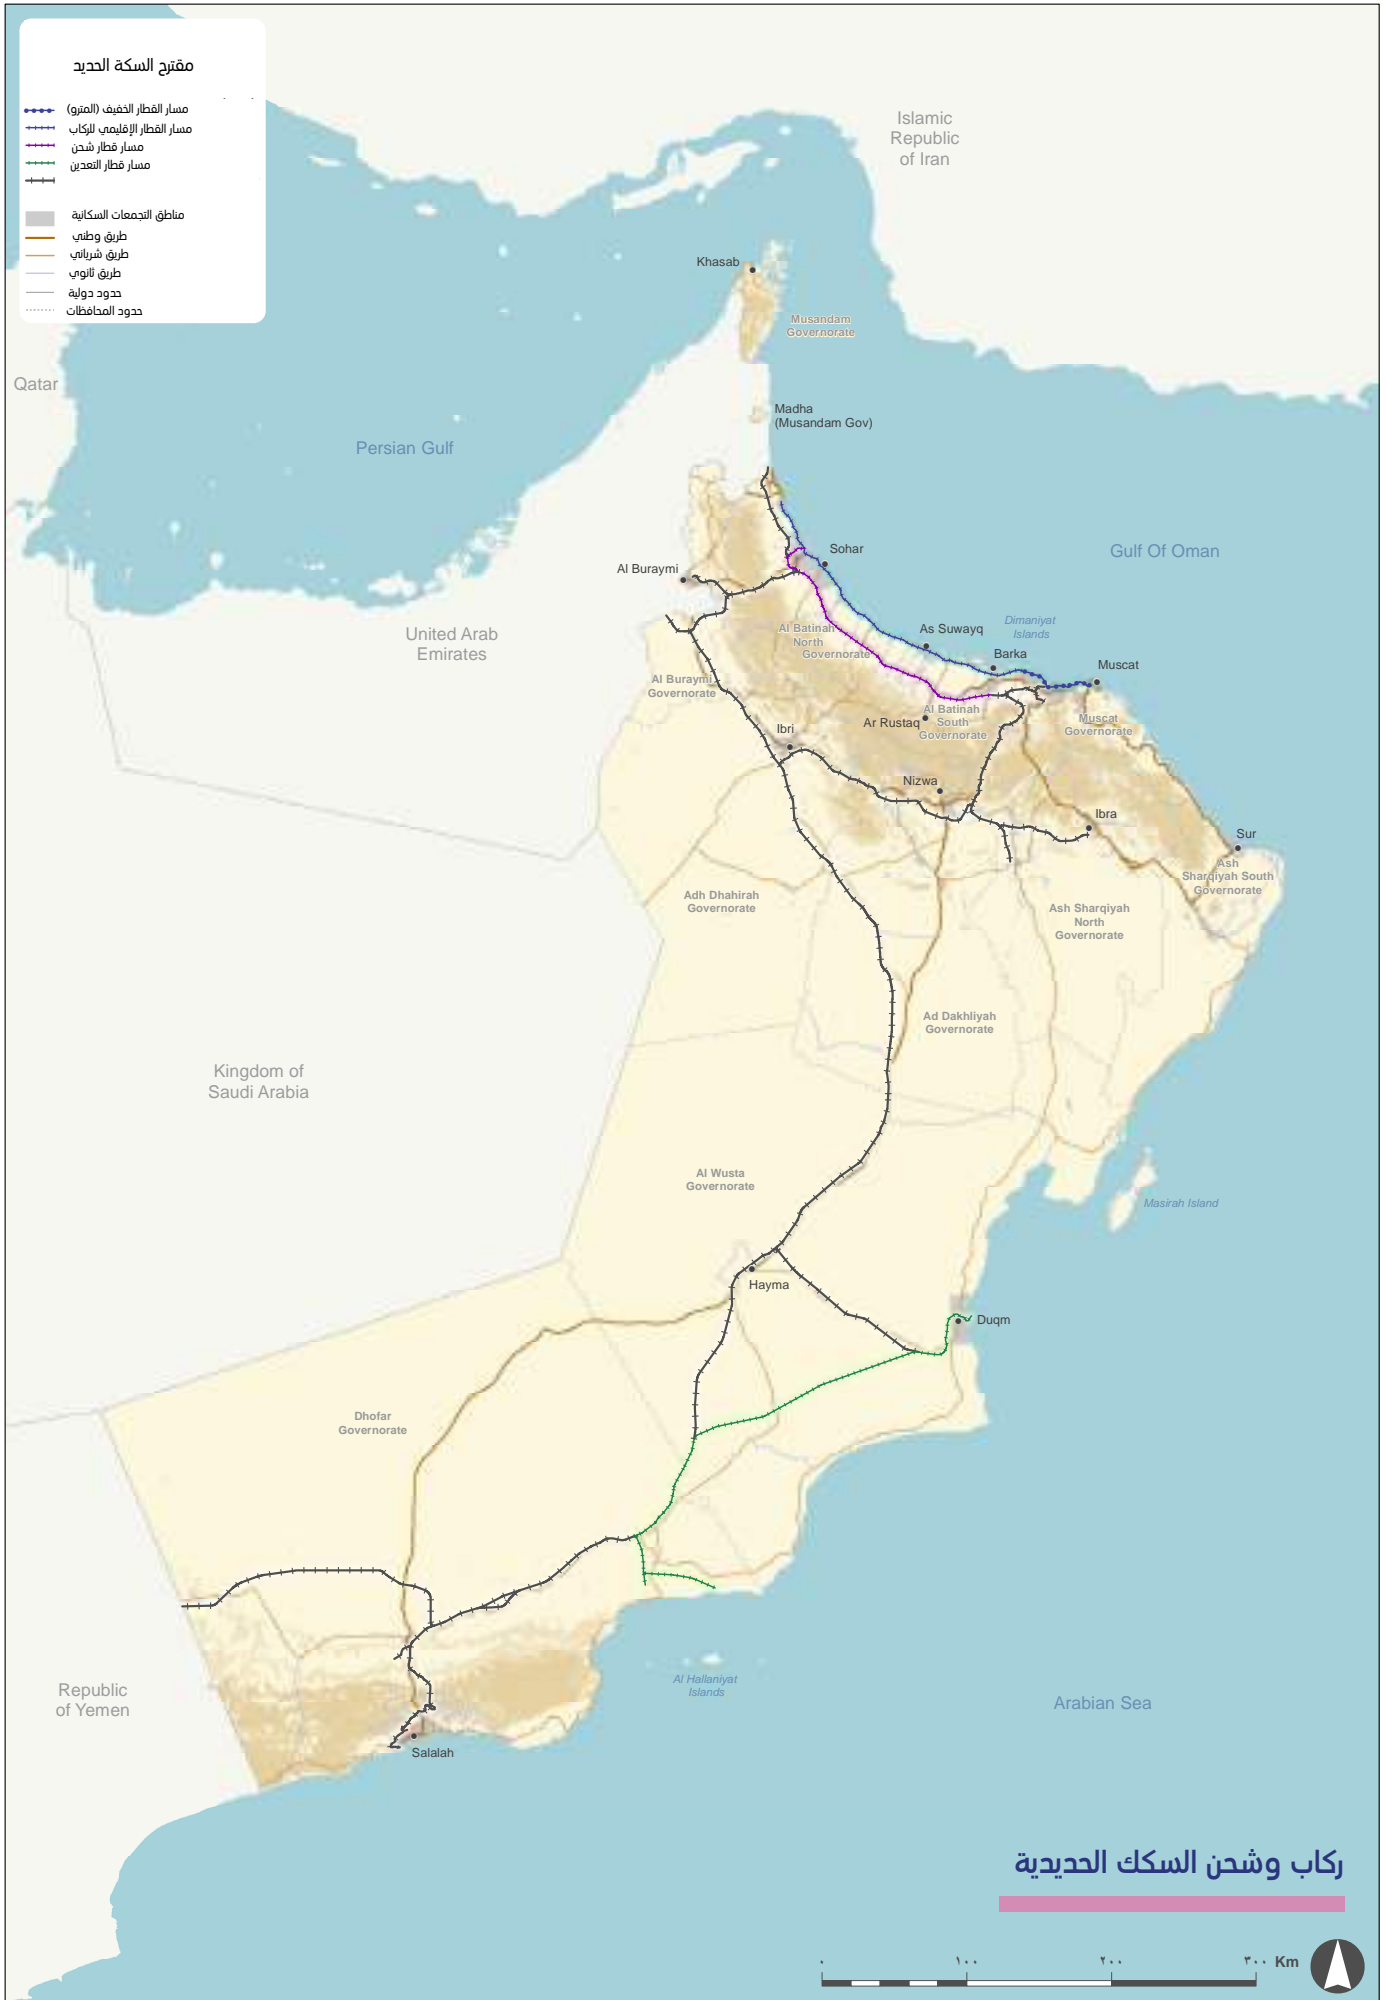 مقترح السكة الحديد
مسار القطار الخفيف (المترو)
مسار القطار الإقليمي للركاب
مسار قطار شحن
مسار قطار التعدين
مناطق التجمعات السكانية
طريق وطني
طريق شرياني
طريق ثانوي
حدود دولية
حدود المحافظات
Islamic
Republic
of Iran
Khasab
Musandam
Governorate
Qatar
Madha
(Musandam Gov)
Persian Gulf
Sohar
Gulf Of Oman
Al Buraymi
United Arab
Emirates
Al Batinah
North
Governorate
As Suwayq
Dimaniyat
Islands
Barka
Muscat
Al Buraymi
Governorate
Ar Rustaq
Al Batinah
South
Governorate
Muscat
Governorate
Ibri
Nizwa
Ibra
Sur
Ash
Sharqiyah South
Governorate
Adh Dhahirah
Governorate
Ash Sharqiyah
North
Governorate
Ad Dakhliyah
Governorate
Kingdom of
Saudi Arabia
Al Wusta
Governorate
Masirah Island
Hayma
Duqm
Dhofar
Governorate
Al Hallaniyat
Islands
Republic
of Yemen
Arabian Sea
Salalah
ركاب وشحن السكك الحديدية
٠ ١٠٠ ٢٠٠ ٣٠٠ Km